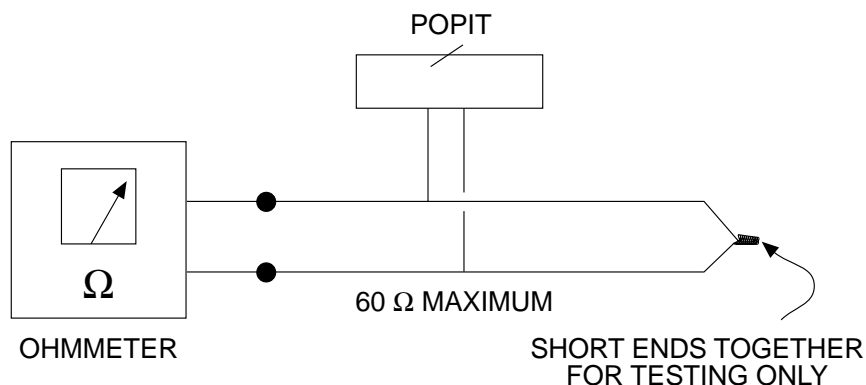 POPIT
Ω
60 Ω MAXIMUM
OHMMETER
SHORT ENDS TOGETHER
FOR TESTING ONLY